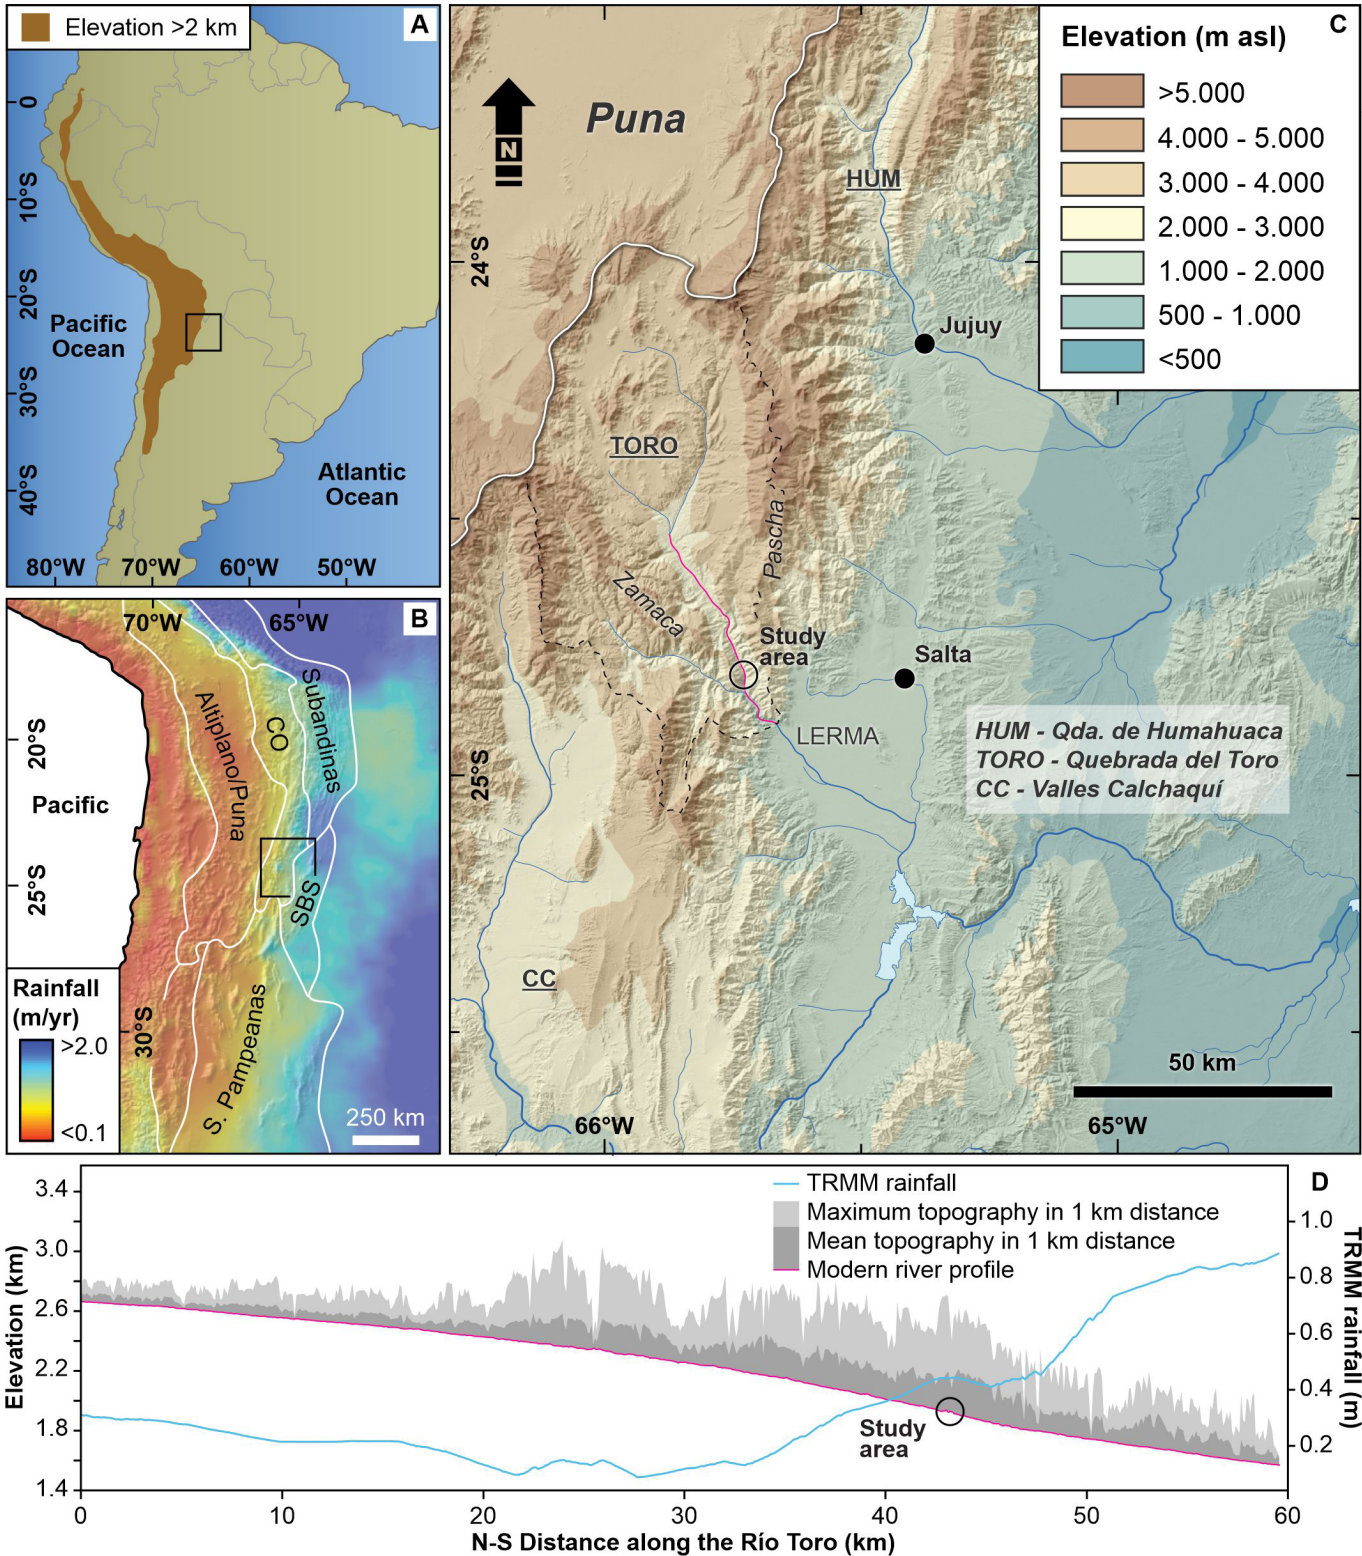 Elevation >2 km
A
0
10°S
20°S
30°S
40°S
Pacific
Ocean
Atlantic
Ocean
80°W
70°W
60°W
50°W
B
70°W
65°W
20°S
25°S
30°S
Pacific
Altiplano/Puna
CO
Subandinas
SBS
S. Pampeanas
Rainfall
(m/yr)
>2.0
<0.1
250 km
C
Elevation (m asl)
>5.000
4.000 - 5.000
3.000 - 4.000
2.000 - 3.000
1.000 - 2.000
500 - 1.000
<500
N
Puna
HUM
24°S
Jujuy
TORO
Pascha
Zamaca
Study
area
Salta
LERMA
25°S
HUM - Qda. de Humahuaca
TORO - Quebrada del Toro
CC - Valles Calchaquí
CC
50 km
66°W
65°W
D
TRMM rainfall
Maximum topography in 1 km distance
Mean topography in 1 km distance
Modern river profile
Elevation (km)
3.4
3.0
2.6
2.2
1.8
1.4
TRMM rainfall (m)
1.0
0.8
0.6
0.4
0.2
Study
area
0
10
20
30
40
50
60
N-S Distance along the Río Toro (km)